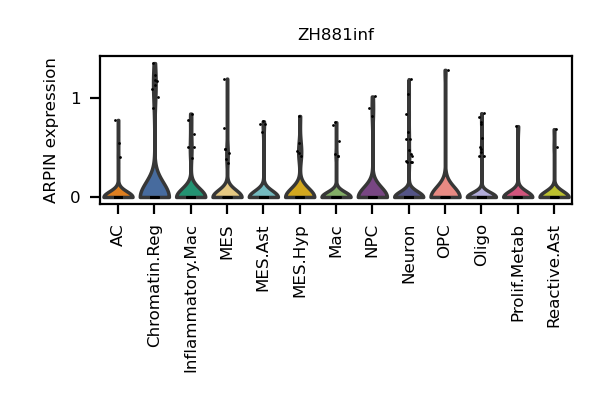 ZH881inf
ARPIN expression
1
0
AC
Chromatin.Reg
Inflammatory.Mac
MES
MES.Ast
MES.Hyp
Mac
NPC
Neuron
OPC
Oligo
Prolif.Metab
Reactive.Ast